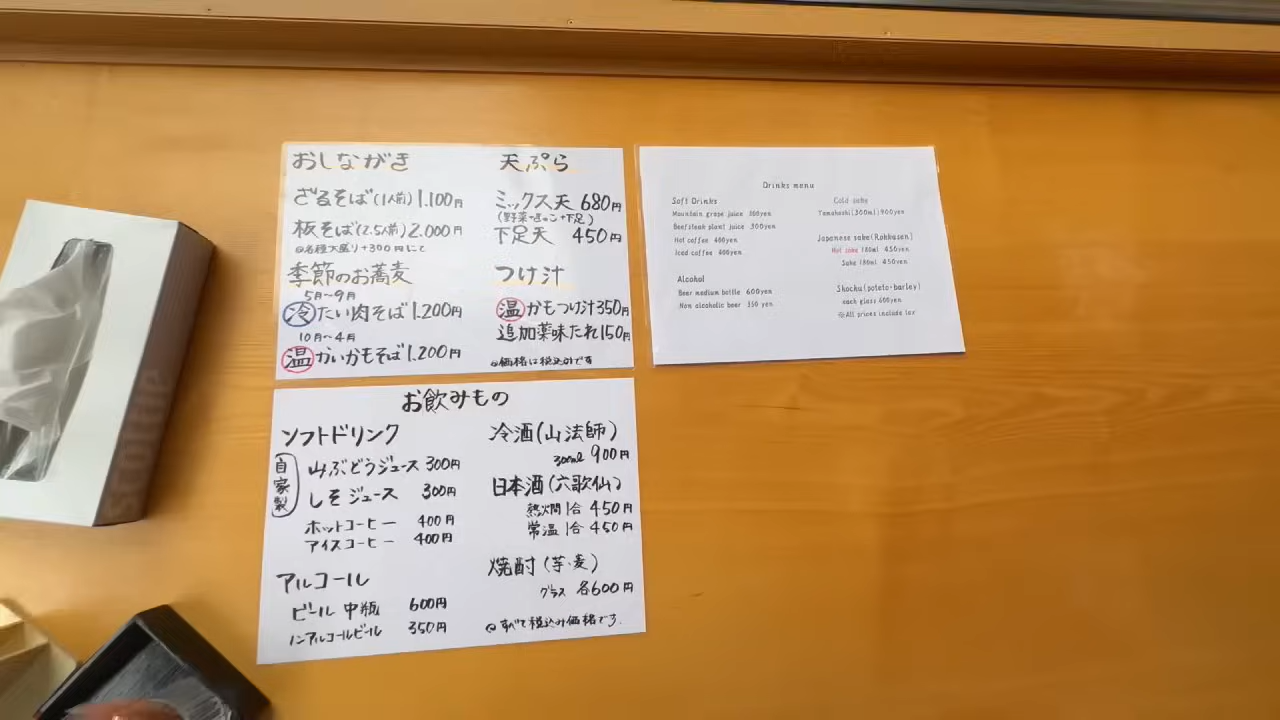 おしながき
ざるそば(1人前) 1.100円
板そば(2.5人前) 2.000円
◎各種大盛り+300円にて
季節のお蕎麦
5月〜9月
冷たい肉そば 1.200円
10月〜4月
温かいかもそば 1.200円
天ぷら
ミックス天 680円
(野菜・きのこ+下足)
下足天 450円
つけ汁
温かもつけ汁 350円
追加薬味たれ 150円
◎価格は税込みです
お飲みもの
ソフトドリンク
自家製
山ぶどうジュース 300円
しそジュース 300円
ホットコーヒー 400円
アイスコーヒー 400円
アルコール
ビール 中瓶 600円
ノンアルコールビール 350円
冷酒(山法師)
300ml 900円
日本酒(六歌仙)
熱燗 1合 450円
常温 1合 450円
焼酎(芋・麦)
グラス 各600円
◎すべて税込み価格です.
Drinks menu
Soft Drinks
Mountain grape juice 300yen
Beefsteak plant juice 300yen
Hot coffee 400yen
Iced coffee 400yen
Alcohol
Beer medium bottle 600yen
Non alcoholic beer 350 yen
Cold sake
Yamahoshi(300ml)900yen
Japanese sake(Rokkasen)
Hot sake 180ml 450yen
Sake 180ml 450yen
Shochu(potato・barley)
each glass 600yen
※All prices include tax